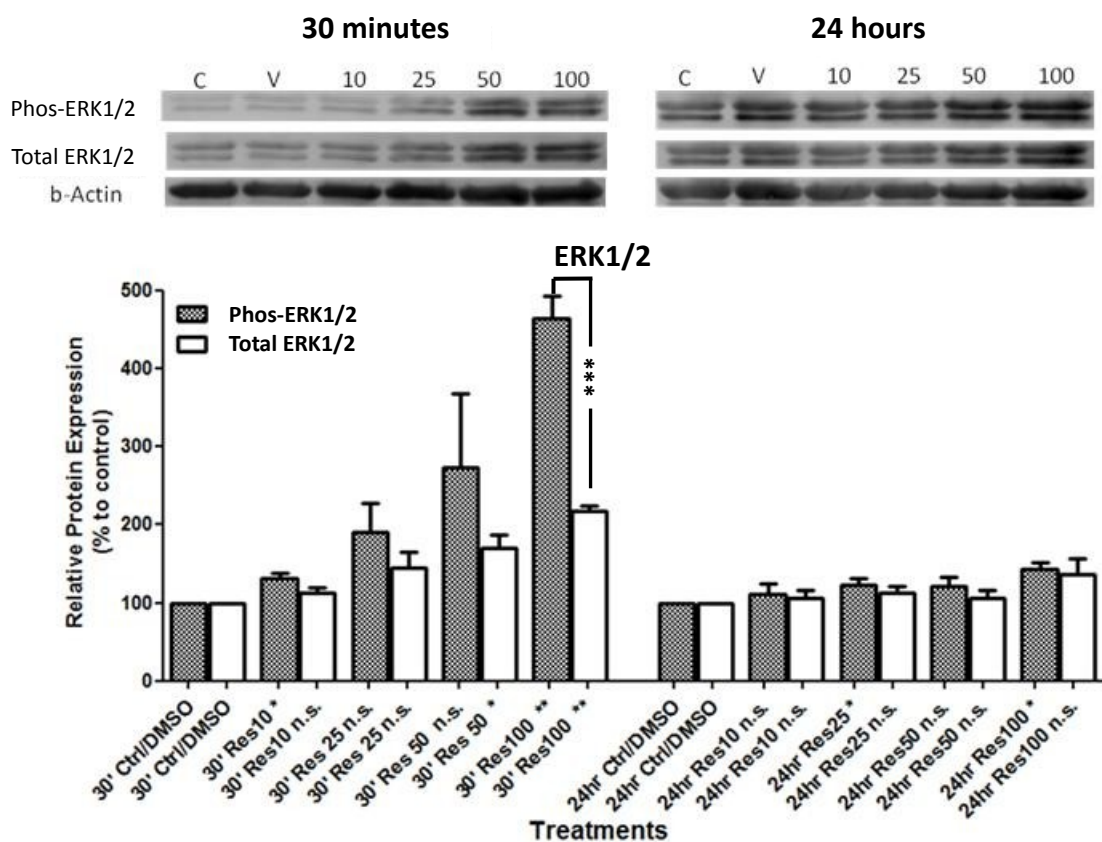 30 minutes 24 hours
C V 10 25 50 100 C V 10 25 50 100
Phos-ERK1/2
Total ERK1/2
b-Actin
ERK1/2
500
400
300
200
100
0
Relative Protein Expression
(% to control)
Phos-ERK1/2
Total ERK1/2
***
30' Ctrl/DMSO
30' Ctrl/DMSO
30' Res10 *
30' Res10 n.s.
30' Res 25 n.s.
30' Res 25 n.s.
30' Res 50 n.s.
30' Res 50 *
30' Res100 **
30' Res100 **
24hr Ctrl/DMSO
24hr Ctrl/DMSO
24hr Res10 n.s.
24hr Res10 n.s.
24hr Res25 *
24hr Res25 n.s.
24hr Res50 n.s.
24hr Res50 n.s.
24hr Res100 *
24hr Res100 n.s.
Treatments